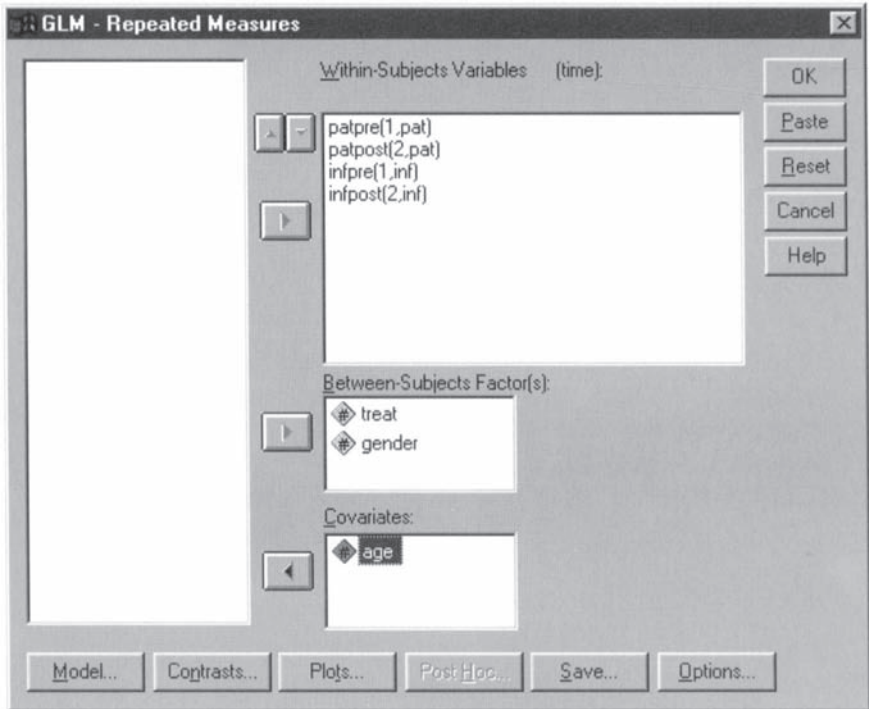 GLM - Repeated Measures
Within-Subjects Variables (time):
OK
patpre(1,pat)
patpost(2,pat)
infpre(1,inf)
infpost(2,inf)
Paste
Reset
Cancel
Help
Between-Subjects Factor(s):
# treat
# gender
Covariates:
# age
Model...
Contrasts...
Plots...
Post Hoc...
Save...
Options...